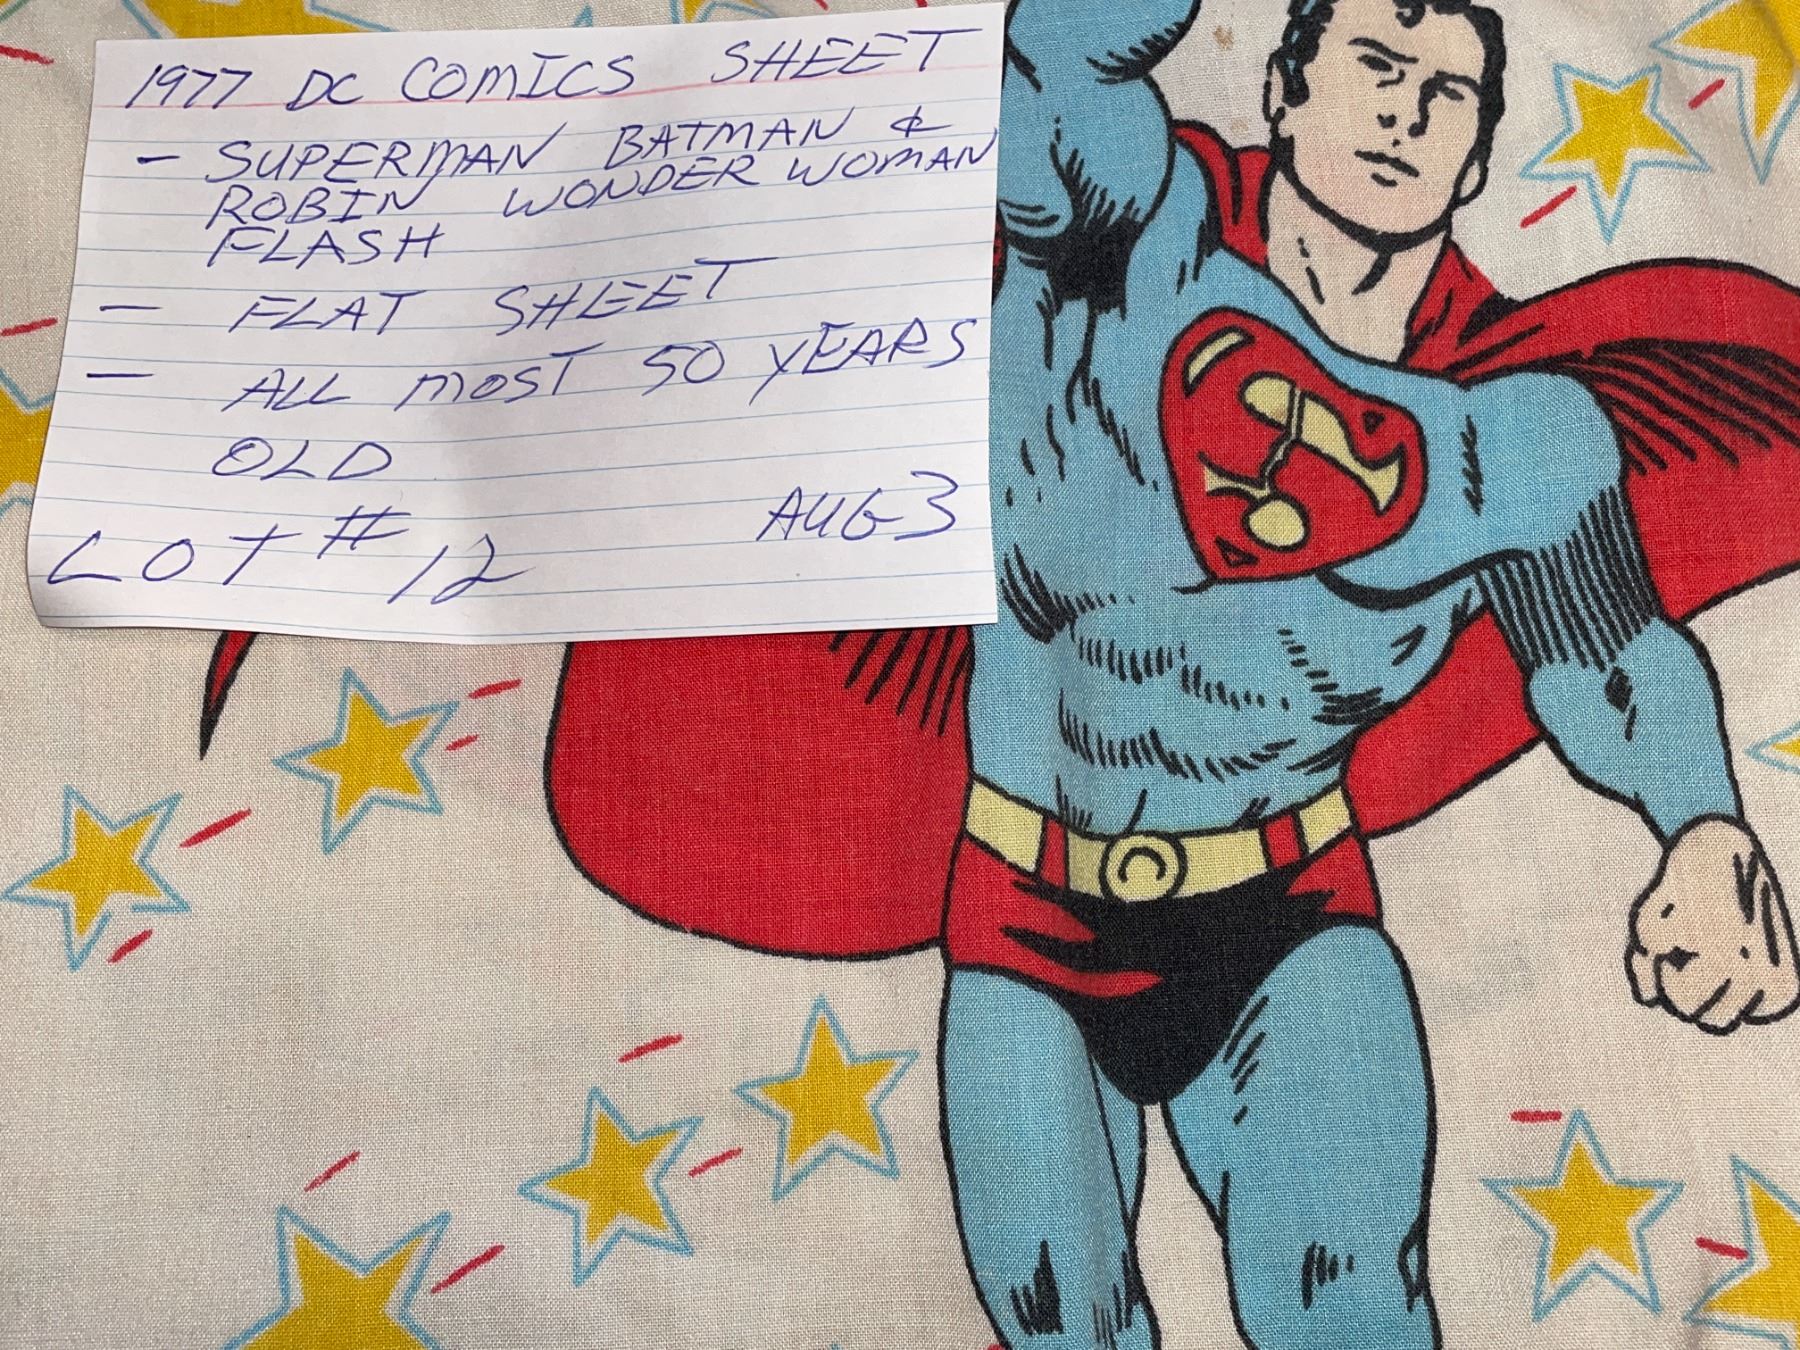 1977 DC COMICS SHEET
- SUPERMAN BATMAN &
ROBIN WONDER WOMAN
FLASH
- FLAT SHEET
- ALL MOST 50 YEARS
OLD
LOT # 12 AUG 3